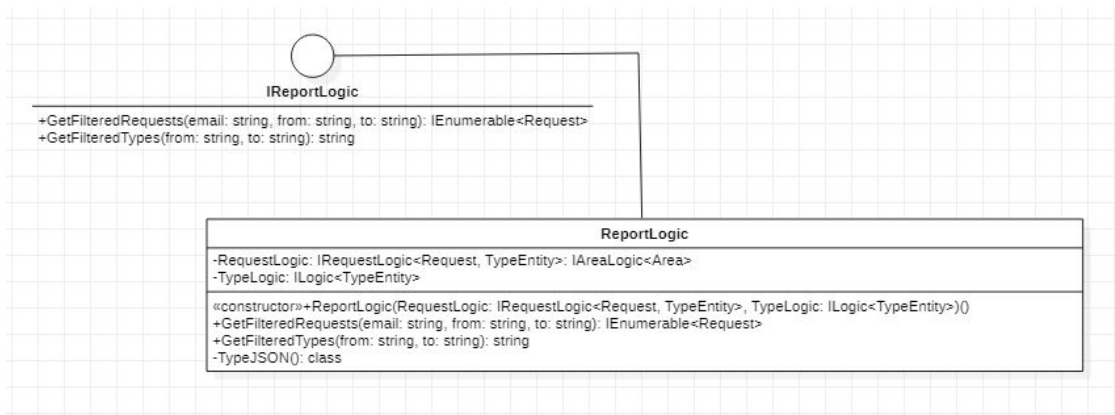 IReportLogic
+GetFilteredRequests(email: string, from: string, to: string): IEnumerable<Request>
+GetFilteredTypes(from: string, to: string): string
ReportLogic
-RequestLogic: IRequestLogic<Request, TypeEntity>: IAreaLogic<Area>
-TypeLogic: ILogic<TypeEntity>
«constructor»+ReportLogic(RequestLogic: IRequestLogic<Request, TypeEntity>, TypeLogic: ILogic<TypeEntity>)()
+GetFilteredRequests(email: string, from: string, to: string): IEnumerable<Request>
+GetFilteredTypes(from: string, to: string): string
-TypeJSON(): class